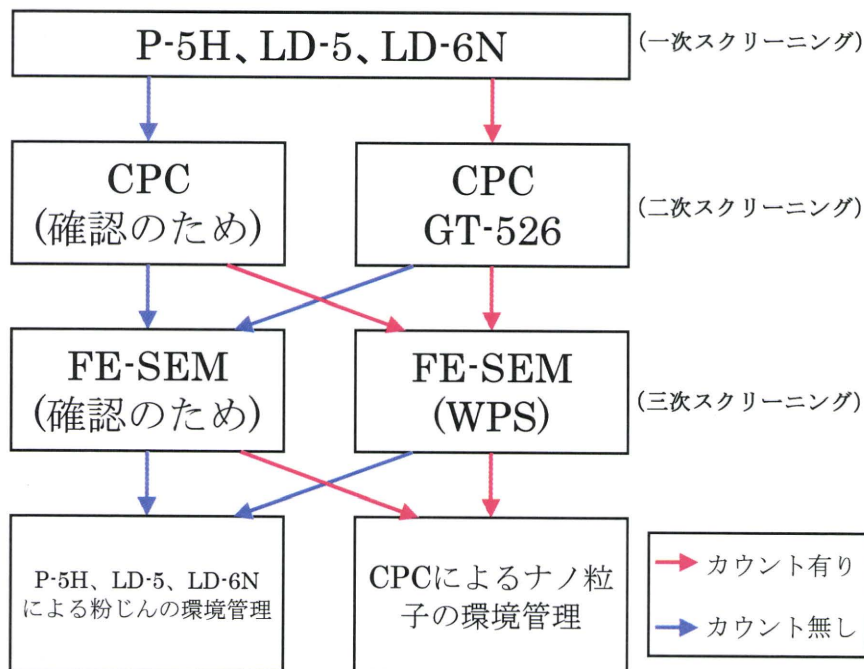 P-5H、LD-5、LD-6N
(一次スクリーニング)
CPC
(確認のため)
CPC
GT-526
(二次スクリーニング)
FE-SEM
(確認のため)
FE-SEM
(WPS)
(三次スクリーニング)
P-5H、LD-5、LD-6N
による粉じんの環境管理
CPCによるナノ粒
子の環境管理
カウント有り
カウント無し